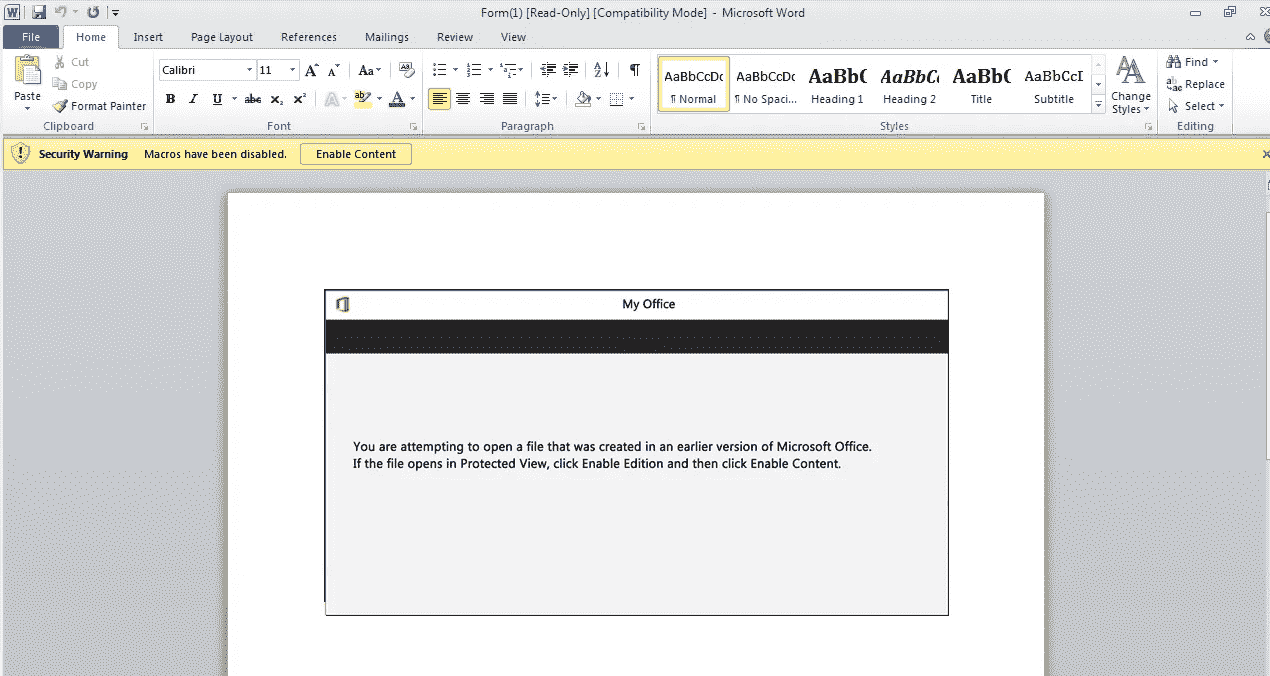 Form(1) [Read-Only] [Compatibility Mode] - Microsoft Word
File Home Insert Page Layout References Mailings Review View
Paste
Cut
Copy
Format Painter
Clipboard
Calibri 11
Font
Paragraph
AaBbCcDc AaBbCcDc AaBbC AaBbCc AaBbC AaBbCcI
¶ Normal ¶ No Spaci... Heading 1 Heading 2 Title Subtitle
Change
Styles
Styles
Find
Replace
Select
Editing
Security Warning Macros have been disabled. Enable Content
My Office
You are attempting to open a file that was created in an earlier version of Microsoft Office.
If the file opens in Protected View, click Enable Edition and then click Enable Content.